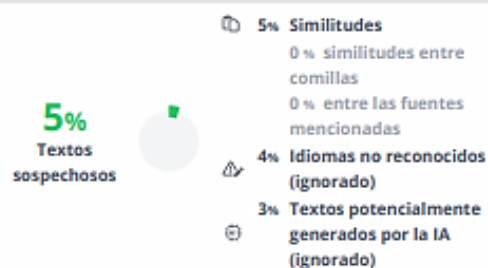 5%
Textos
sospechosos
5% Similitudes
0 % similitudes entre
comillas
0 % entre las fuentes
mencionadas
4% Idiomas no reconocidos
(ignorado)
3% Textos potencialmente
generados por la IA
(ignorado)